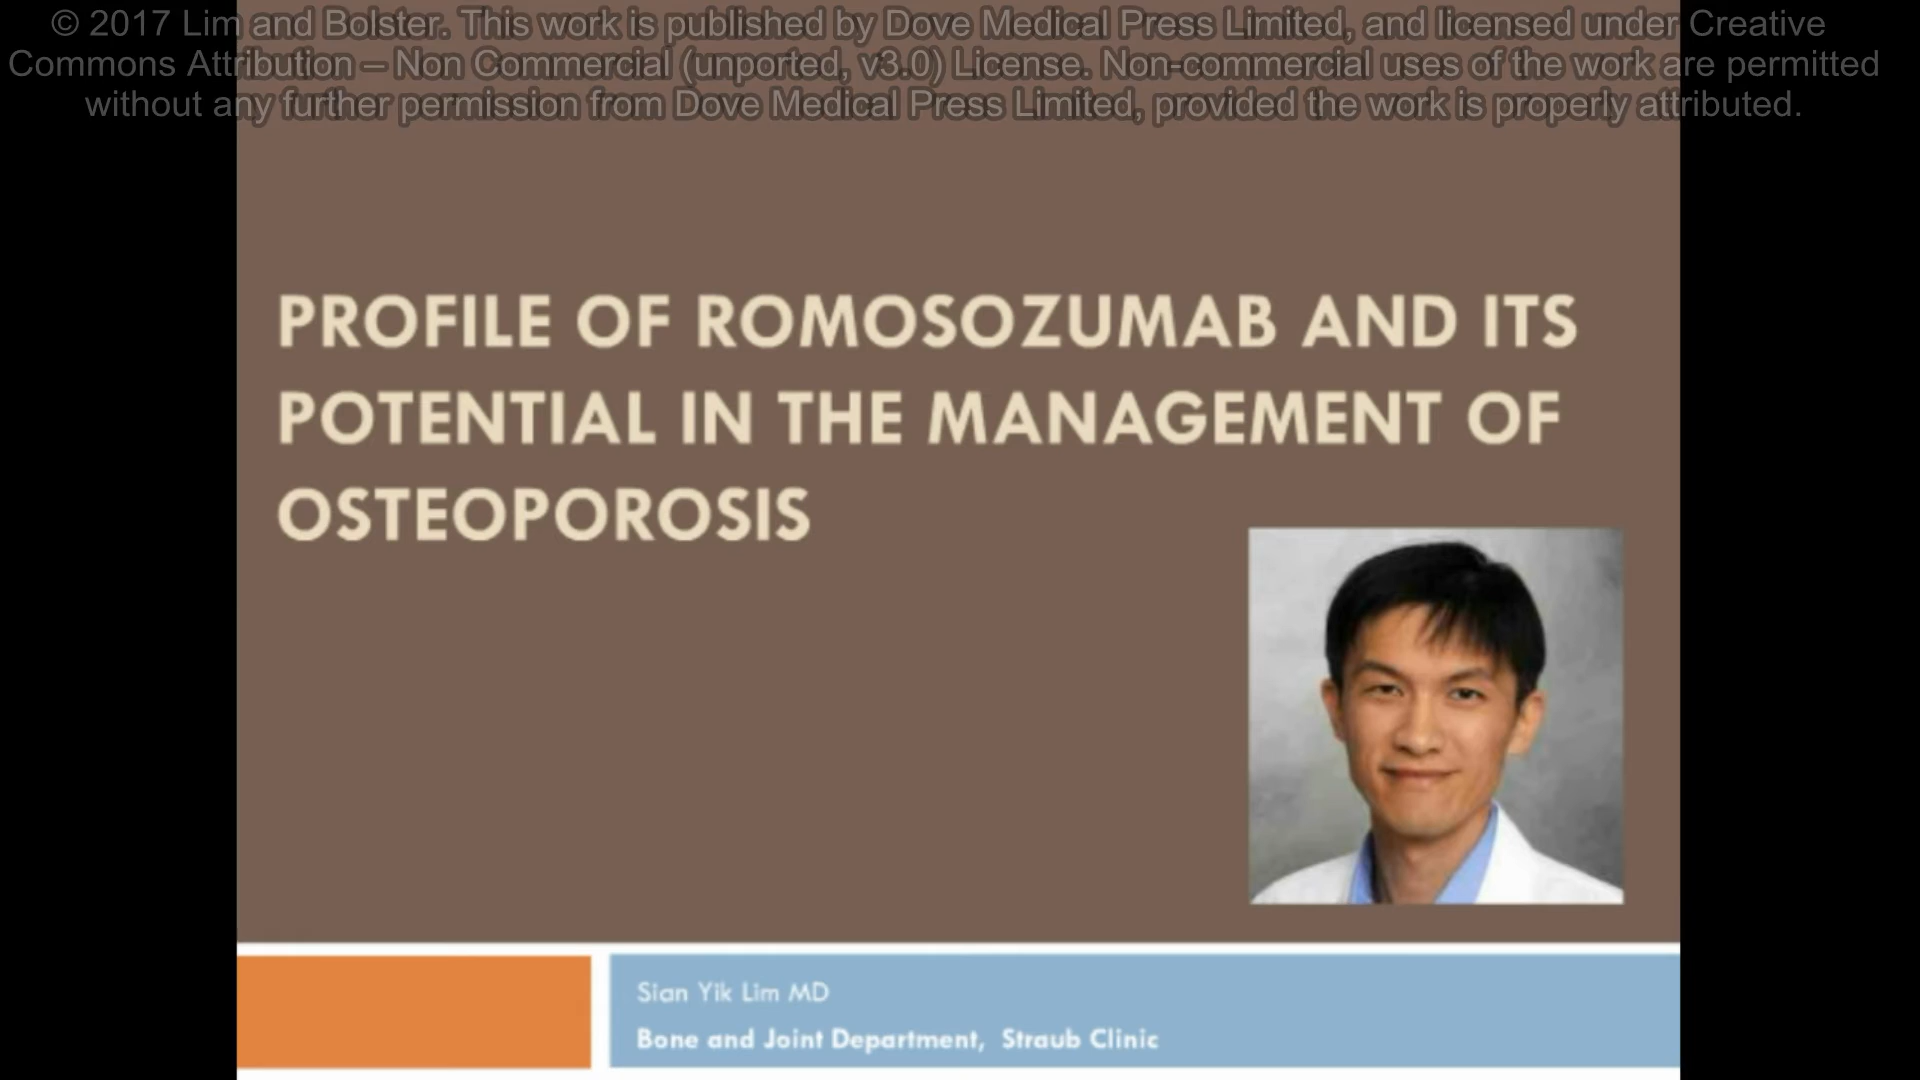 © 2017 Lim and Bolster. This work is published by Dove Medical Press Limited, and licensed under Creative
Commons Attribution – Non Commercial (unported, v3.0) License. Non-commercial uses of the work are permitted
without any further permission from Dove Medical Press Limited, provided the work is properly attributed.
PROFILE OF ROMOSOZUMAB AND ITS
POTENTIAL IN THE MANAGEMENT OF
OSTEOPOROSIS
Sian Yik Lim MD
Bone and Joint Department, Straub Clinic